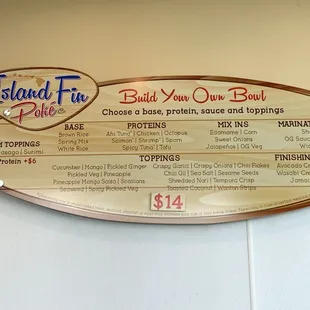 Island Fin
Poké
Build Your Own Bowl
Choose a base, protein, sauce and toppings
BASE
Brown Rice
Spring Mix
White Rice
PROTEINS
Ahi Tuna* | Chicken | Octopus
Salmon* | Shrimp* | Spam
Spicy Tuna* | Tofu
MIX INS
Edamame | Corn
Sweet Onions
Jalapeños | OG Veg
MARINAT
OG Sauc
TOPPINGS
Masago | Surimi
Protein +$6
TOPPINGS
Cucumber | Mango | Pickled Ginger
Pickled Veg | Pineapple
Pineapple Mango Salsa | Scallions
Seaweed | Spicy Pickled Veg
Crispy Garlic | Crispy Onions | Chili Flakes
Chili Oil | Sea Salt | Sesame Seeds
Shredded Nori | Tempura Crisp
Toasted Coconut | Wonton Strips
FINISHIN
Avocado C
Wasabi Cre
$14